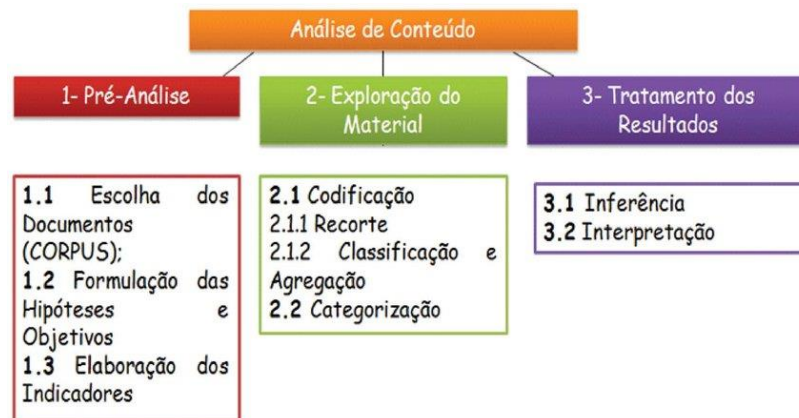 Análise de Conteúdo
1- Pré-Análise
2- Exploração do
Material
3- Tratamento dos
Resultados
1.1 Escolha dos
Documentos
(CORPUS);
1.2 Formulação das
Hipóteses e
Objetivos
1.3 Elaboração dos
Indicadores
2.1 Codificação
2.1.1 Recorte
2.1.2 Classificação e
Agregação
2.2 Categorização
3.1 Inferência
3.2 Interpretação